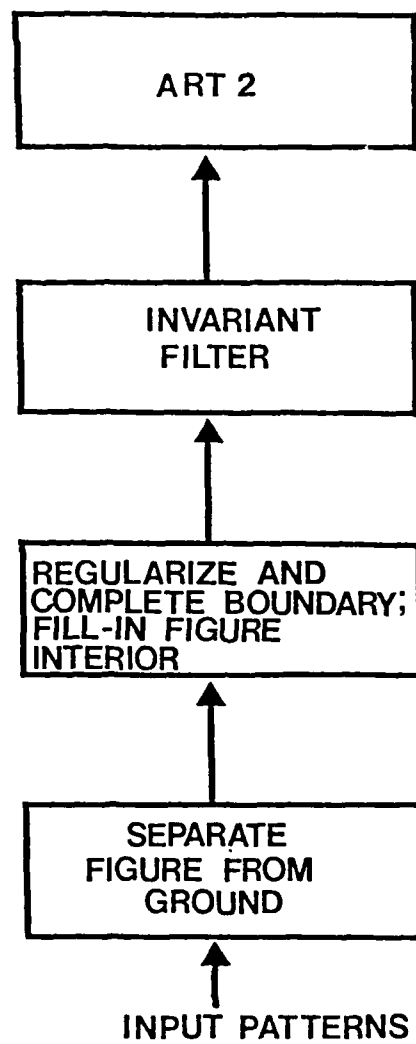 ART 2
INVARIANT
FILTER
REGULARIZE AND
COMPLETE BOUNDARY;
FILL-IN FIGURE
INTERIOR
SEPARATE
FIGURE FROM
GROUND
INPUT PATTERNS